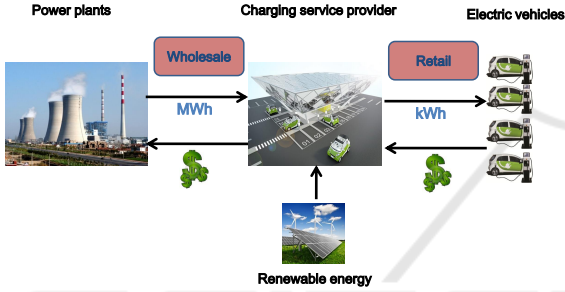 Power plants
Charging service provider
Electric vehicles
Wholesale
Retail
MWh
kWh
Renewable energy